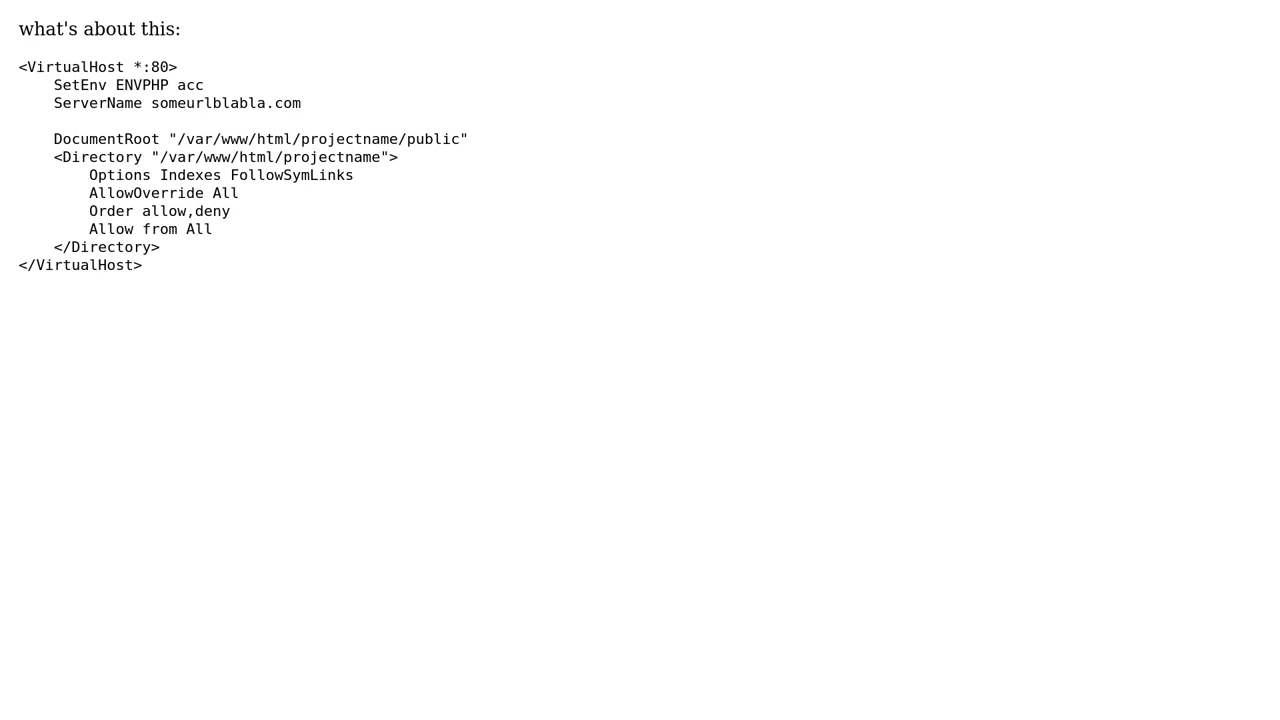 what's about this:
<VirtualHost *:80>
    SetEnv ENVPHP acc
    ServerName someurlblabla.com

    DocumentRoot "/var/www/html/projectname/public"
    <Directory "/var/www/html/projectname">
        Options Indexes FollowSymLinks
        AllowOverride All
        Order allow,deny
        Allow from All
    </Directory>
</VirtualHost>